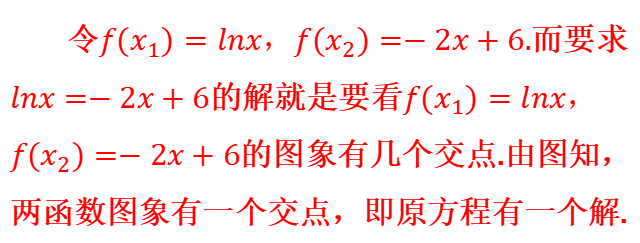 令f(x₁) = lnx，f(x₂) =− 2x + 6.而要求
lnx =− 2x + 6的解就是要看f(x₁) = lnx，
f(x₂) =− 2x + 6的图象有几个交点.由图知，
两函数图象有一个交点，即原方程有一个解.